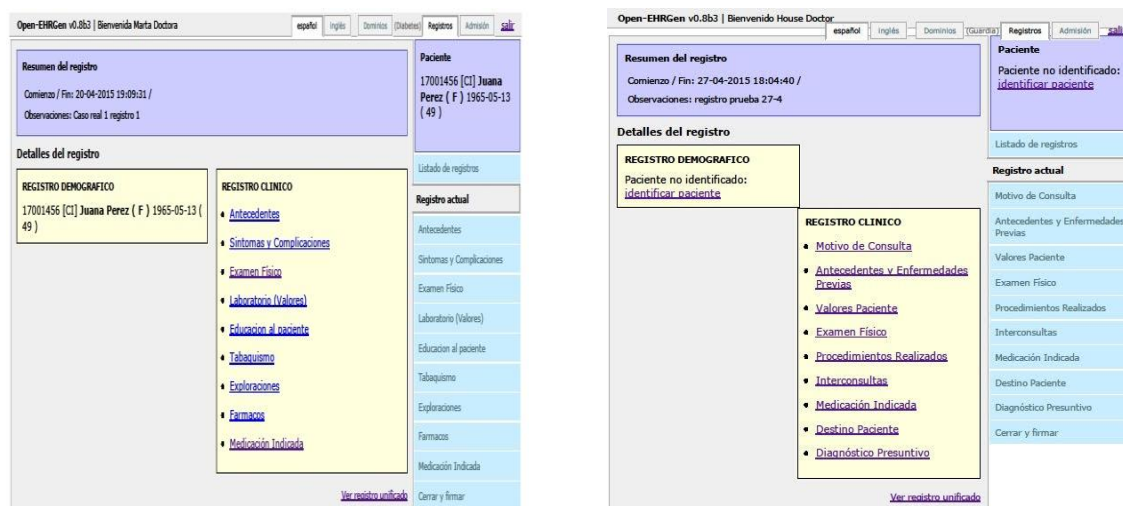 Open-EHRGen v0.8b3 | Bienvenida Marta Doctora
español inglés Dominios (Diabetes) Registros Admisión salir
Resumen del registro
Comienzo / Fin: 20-04-2015 19:09:31 /
Observaciones: Caso real 1 registro 1
Detalles del registro
REGISTRO DEMOGRAFICO
17001456 [CI] Juana Perez ( F ) 1965-05-13 (
49 )
REGISTRO CLINICO
Antecedentes
Sintomas y Complicaciones
Examen Físico
Laboratorio (Valores)
Educacion al paciente
Tabaquismo
Exploraciones
Farmacos
Medicación Indicada
Ver registro unificado
Paciente
17001456 [CI] Juana
Perez ( F ) 1965-05-13
( 49 )
Listado de registros
Registro actual
Antecedentes
Sintomas y Complicaciones
Examen Físico
Laboratorio (Valores)
Educacion al paciente
Tabaquismo
Exploraciones
Farmacos
Medicación Indicada
Cerrar y firmar
Open-EHRGen v0.8b3 | Bienvenido House Doctor
español inglés Dominios (Guardia) Registros Admisión salir
Resumen del registro
Comienzo / Fin: 27-04-2015 18:04:40 /
Observaciones: registro prueba 27-4
Detalles del registro
REGISTRO DEMOGRAFICO
Paciente no identificado:
identificar paciente
REGISTRO CLINICO
Motivo de Consulta
Antecedentes y Enfermedades
Previas
Valores Paciente
Examen Físico
Procedimientos Realizados
Interconsultas
Medicación Indicada
Destino Paciente
Diagnóstico Presuntivo
Ver registro unificado
Paciente
Paciente no identificado:
identificar paciente
Listado de registros
Registro actual
Motivo de Consulta
Antecedentes y Enfermedades
Previas
Valores Paciente
Examen Físico
Procedimientos Realizados
Interconsultas
Medicación Indicada
Destino Paciente
Diagnóstico Presuntivo
Cerrar y firmar